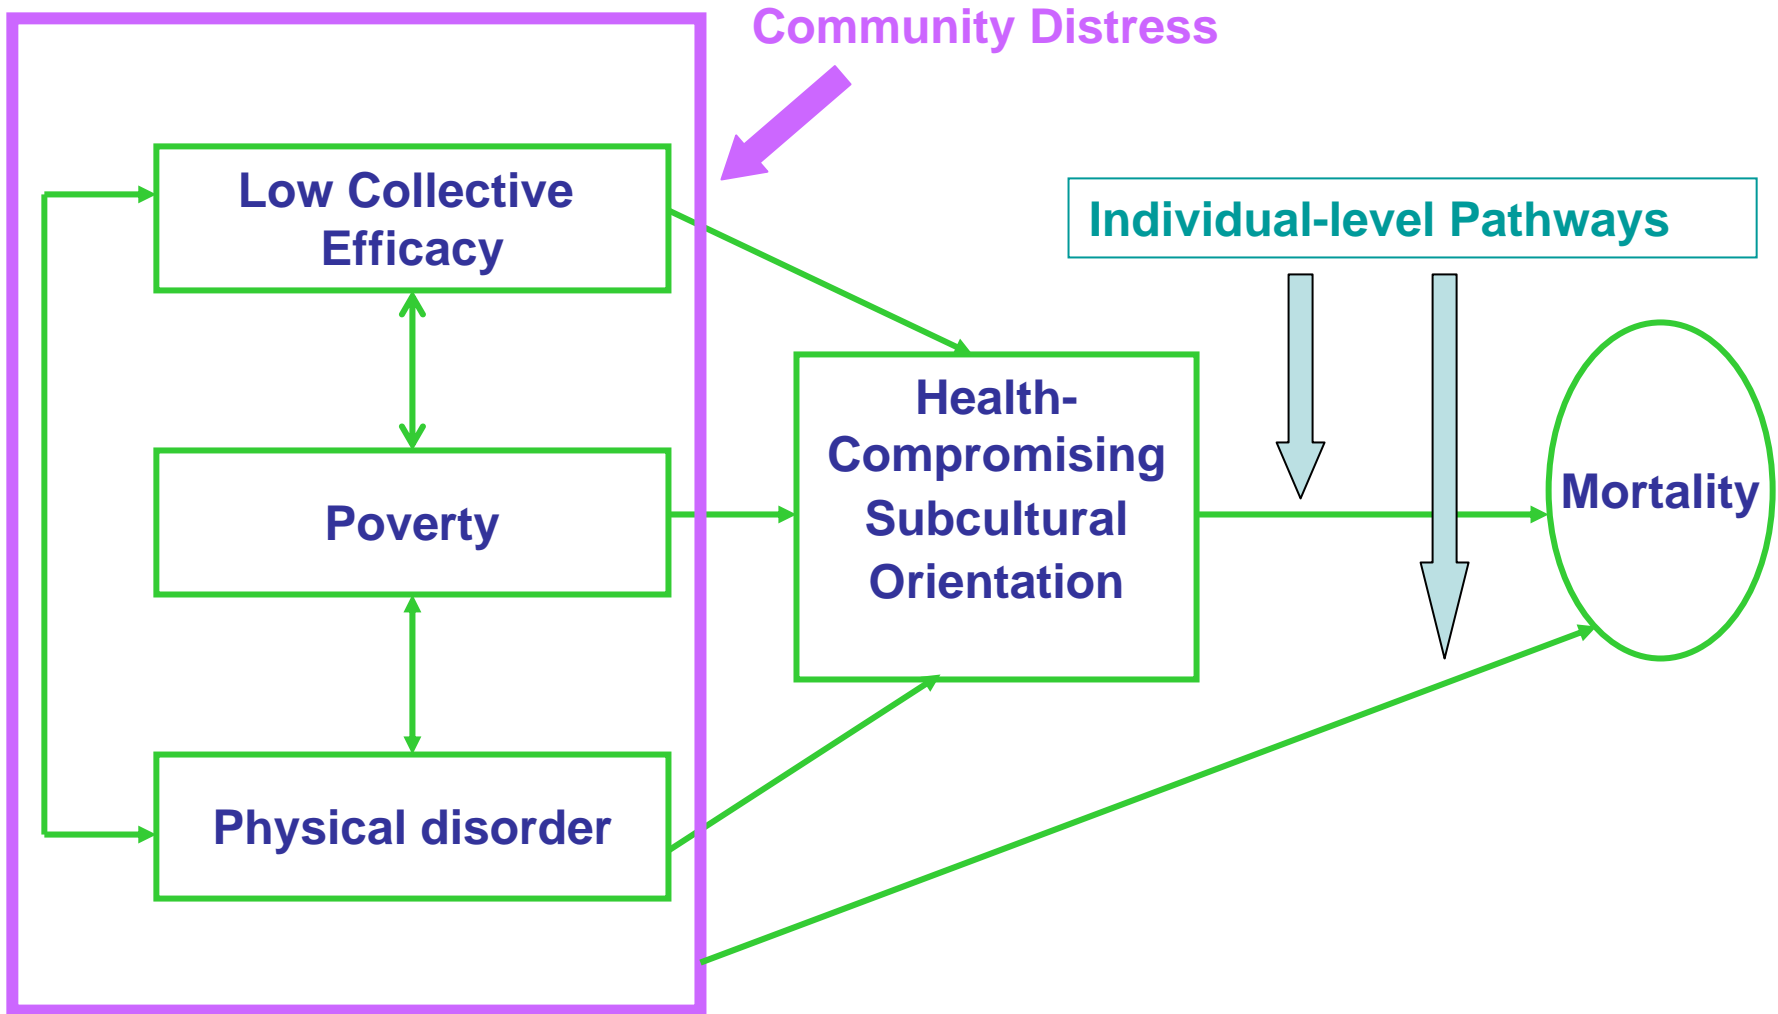 Community Distress
Low Collective
Efficacy
Individual-level Pathways
Health-
Compromising
Subcultural
Orientation
Mortality
Poverty
Physical disorder